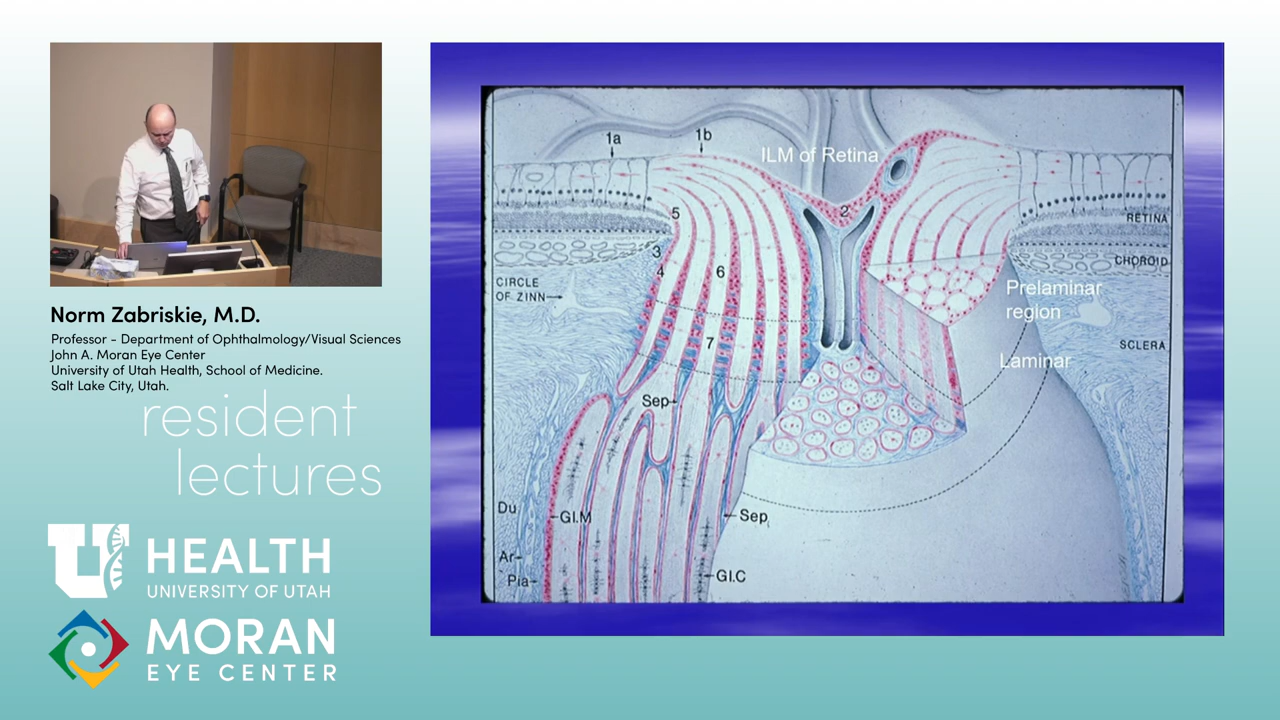 Norm Zabriskie, M.D.
Professor - Department of Ophthalmology/Visual Sciences
John A. Moran Eye Center
University of Utah Health, School of Medicine.
Salt Lake City, Utah.
resident
lectures
U HEALTH
UNIVERSITY OF UTAH
MORAN
EYE CENTER
1a
1b
ILM of Retina
2
5
3
4
6
7
RETINA
CHOROID
CIRCLE
OF ZINN
Prelaminar
region
SCLERA
Laminar
Sep
Du
Gl.M
Sep
Ar
Pia
Gl.C